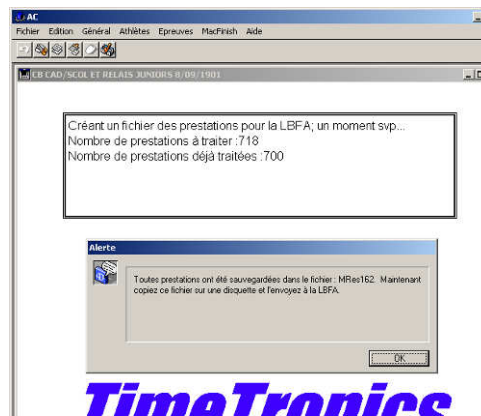 AC
Fichier Edition Général Athlètes Epreuves MacFinish Aide
CB CAD/SCOL ET RELAIS JUNIORS 8/09/1901
Créant un fichier des prestations pour la LBFA; un moment svp...
Nombre de prestations à traiter :718
Nombre de prestations déjà traitées :700
Alerte
Toutes prestations ont été sauvegardées dans le fichier : MRes162. Maintenant
copiez ce fichier sur une disquette et l'envoyez à la LBFA.
OK
TimeTronics